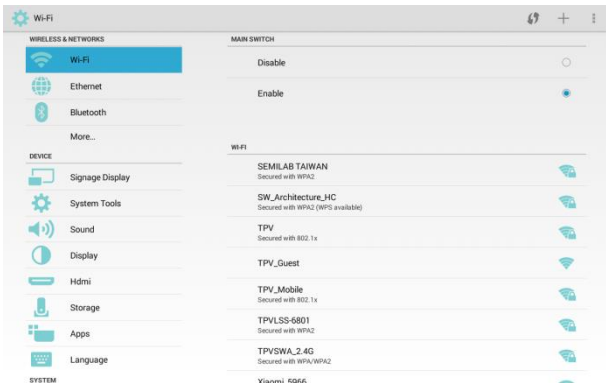 Wi-Fi
WIRELESS & NETWORKS
Wi-Fi
Ethernet
Bluetooth
More...
DEVICE
Signage Display
System Tools
Sound
Display
Hdmi
Storage
Apps
Language
SYSTEM
MAIN SWITCH
Disable
Enable
WI-FI
SEMILAB TAIWAN
Secured with WPA2
SW_Architecture_HC
Secured with WPA2 (WPS available)
TPV
Secured with 802.1x
TPV_Guest
TPV_Mobile
Secured with 802.1x
TPVLSS-6801
Secured with WPA2
TPVSWA_2.4G
Secured with WPA/WPA2
Xiaomi_5966